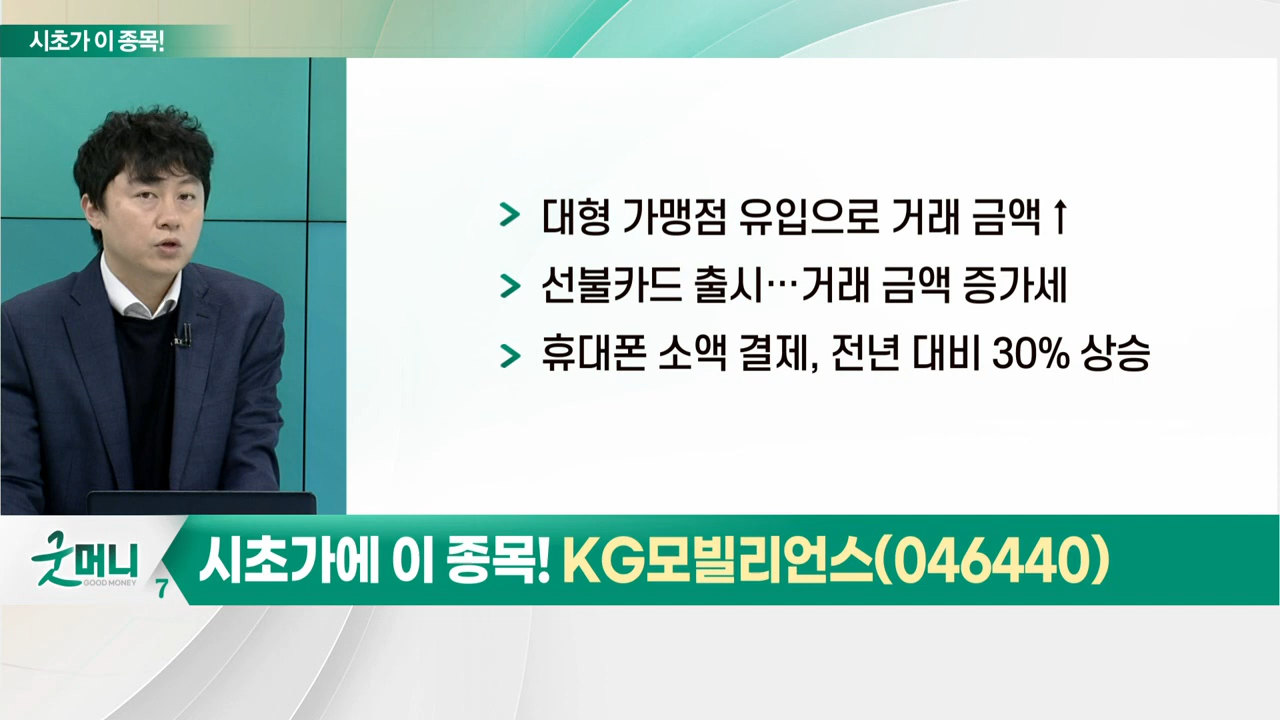 시초가 이 종목!
> 대형 가맹점 유입으로 거래 금액↑
> 선불카드 출시…거래 금액 증가세
> 휴대폰 소액 결제, 전년 대비 30% 상승
굿머니
GOOD MONEY
7
시초가에 이 종목! KG모빌리언스(046440)